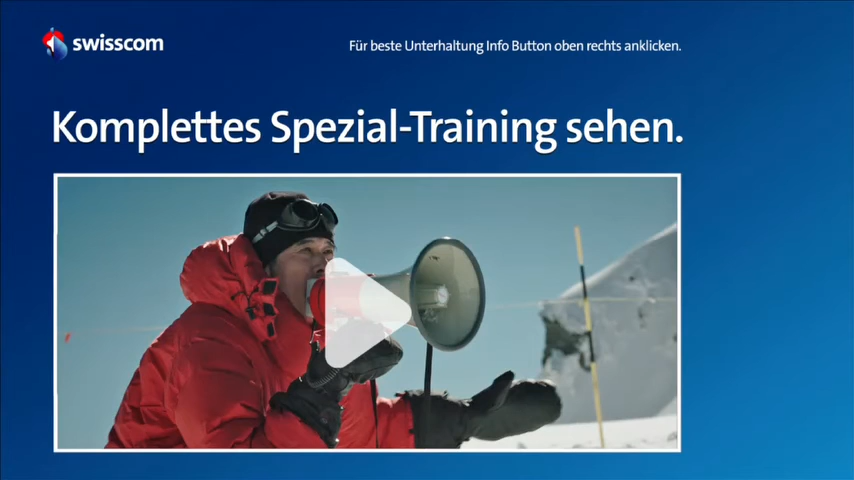 swisscom
Für beste Unterhaltung Info Button oben rechts anklicken.
Komplettes Spezial-Training sehen.